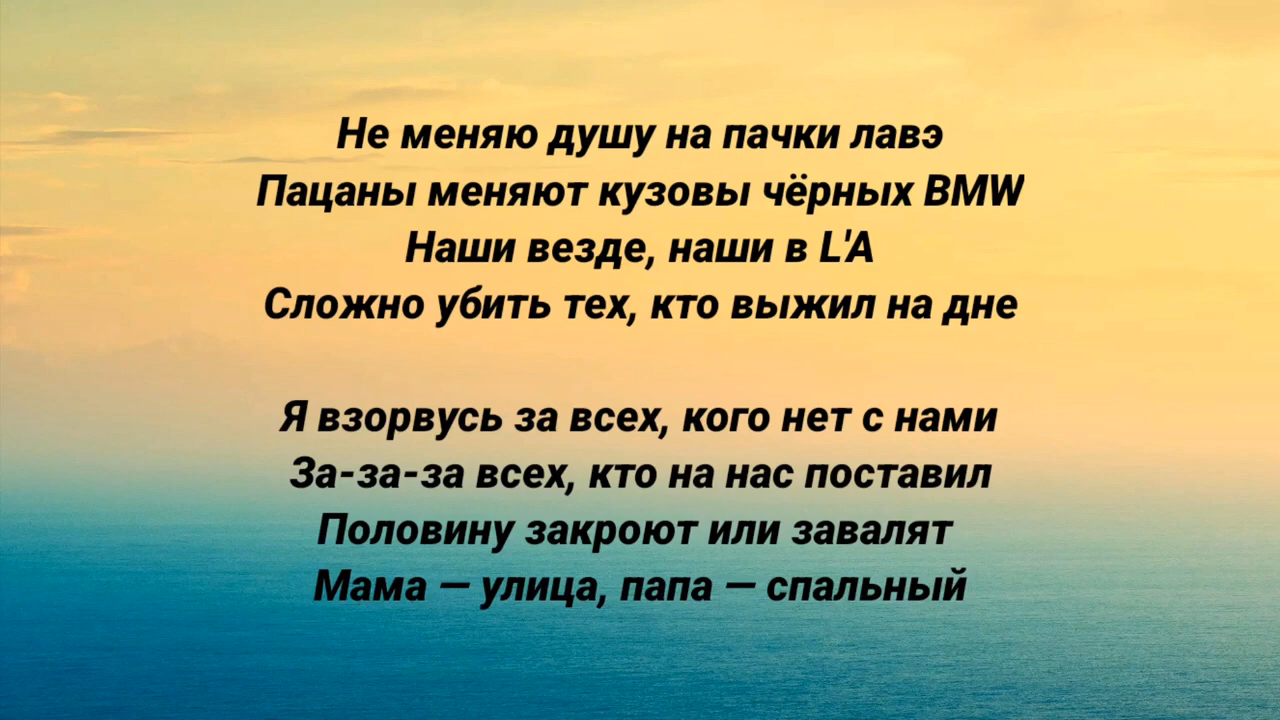 Не меняю душу на пачки лавэ
Пацаны меняют кузовы чёрных BMW
Наши везде, наши в L'A
Сложно убить тех, кто выжил на дне
Я взорвусь за всех, кого нет с нами
За-за-за всех, кто на нас поставил
Половину закроют или завалят
Мама — улица, папа — спальный